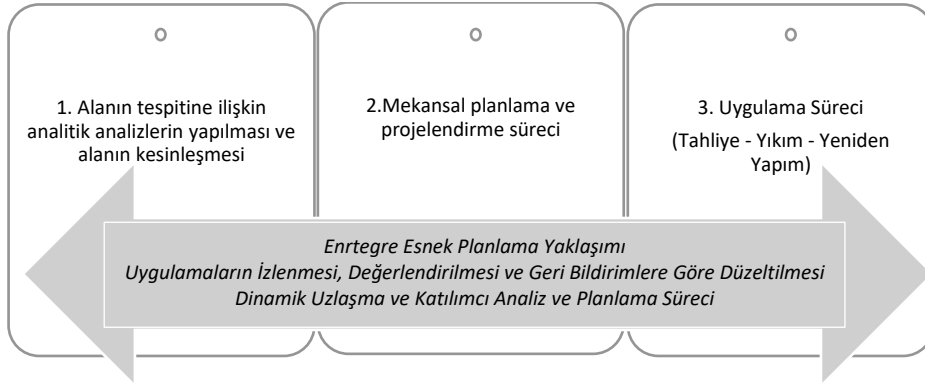 1. Alanın tespitine ilişkin
analitik analizlerin yapılması ve
alanın kesinleşmesi
2.Mekansal planlama ve
projelendirme süreci
3. Uygulama Süreci
(Tahliye - Yıkım - Yeniden
Yapım)
Enrtegre Esnek Planlama Yaklaşımı
Uygulamaların İzlenmesi, Değerlendirilmesi ve Geri Bildirimlere Göre Düzeltilmesi
Dinamik Uzlaşma ve Katılımcı Analiz ve Planlama Süreci